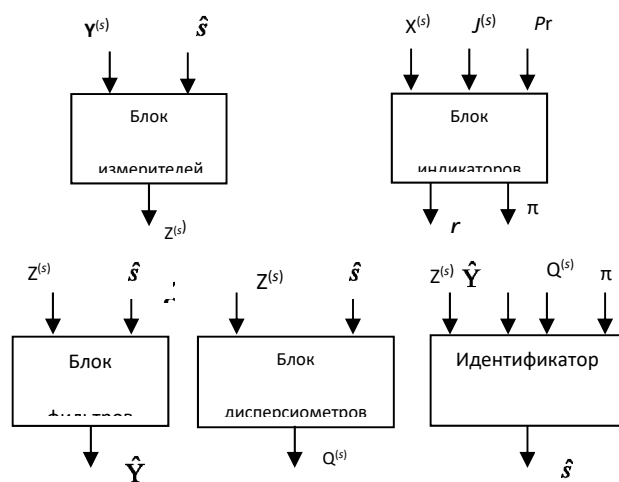 Y(s) ŝ
Блок
измерителей
Z(s)
X(s) J(s) Pr
Блок
индикаторов
r π
Z(s) ŝ
Блок
фильтров
Ŷ
Z(s) ŝ
Блок
дисперсиометров
Q(s)
Z(s) Ŷ Q(s) π
Идентификатор
ŝ